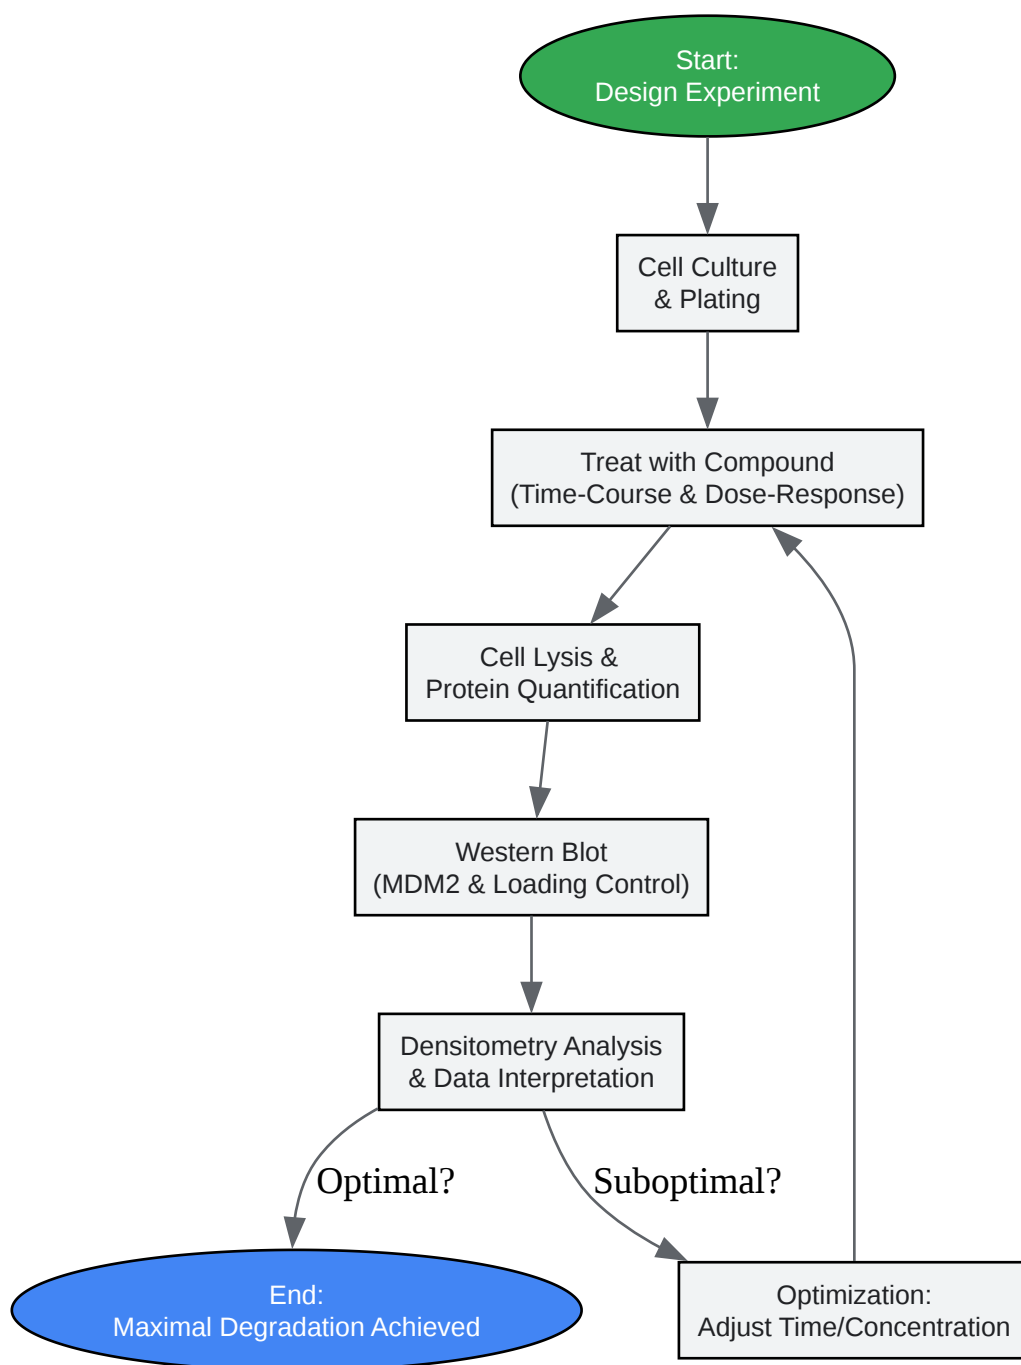 Start:
Design Experiment
Cell Culture
& Plating
Treat with Compound
(Time-Course & Dose-Response)
Cell Lysis &
Protein Quantification
Western Blot
(MDM2 & Loading Control)
Densitometry Analysis
& Data Interpretation
Optimal?
Suboptimal?
End:
Maximal Degradation Achieved
Optimization:
Adjust Time/Concentration